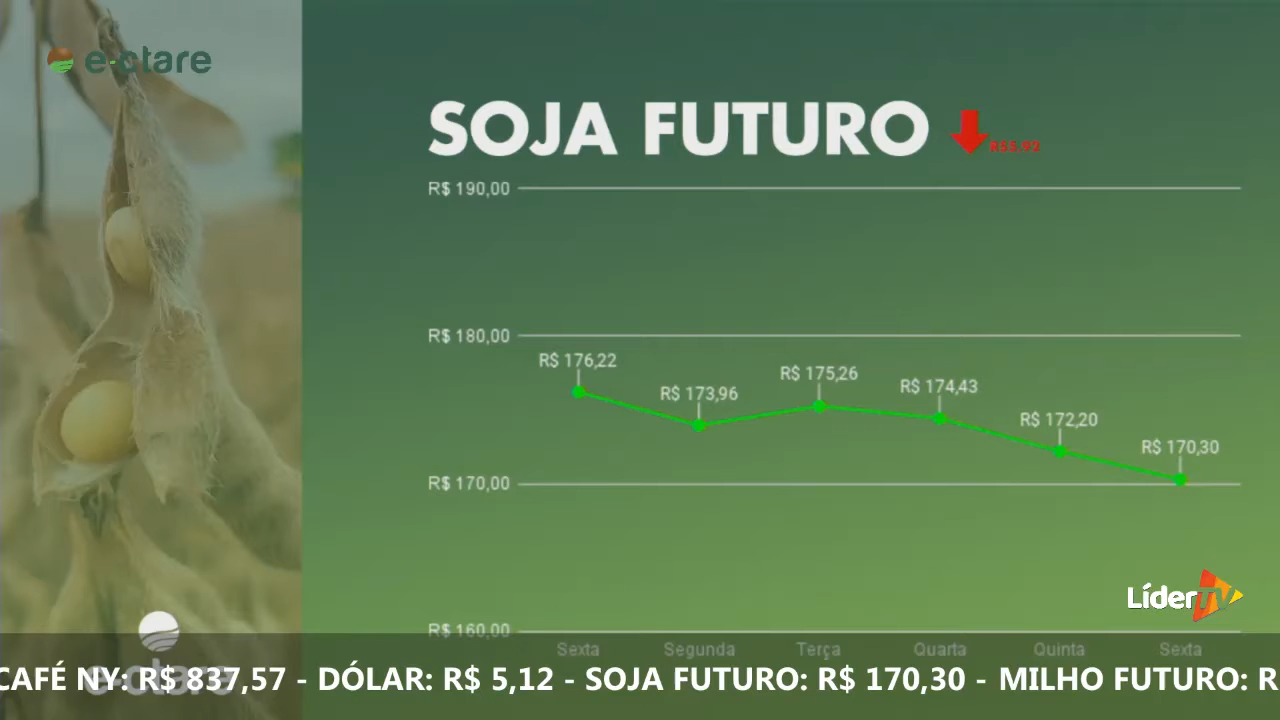 e-ctare
SOJA FUTURO
R$5,92
R$ 190,00
R$ 180,00
R$ 176,22
R$ 173,96
R$ 175,26
R$ 174,43
R$ 172,20
R$ 170,30
R$ 170,00
R$ 160,00
Sexta
Segunda
Terça
Quarta
Quinta
Sexta
LíderTV
e-ctare
CAFÉ NY: R$ 837,57 - DÓLAR: R$ 5,12 - SOJA FUTURO: R$ 170,30 - MILHO FUTURO: R